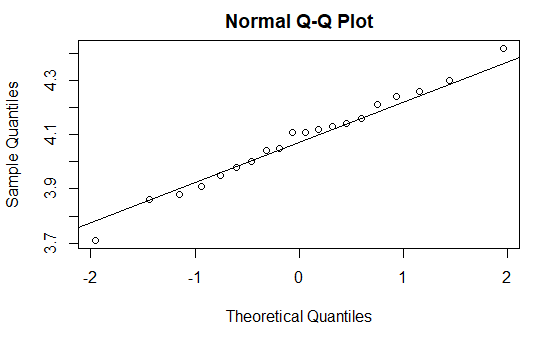 Normal Q-Q Plot
Sample Quantiles
4.3
4.1
3.9
3.7
-2 -1 0 1 2
Theoretical Quantiles